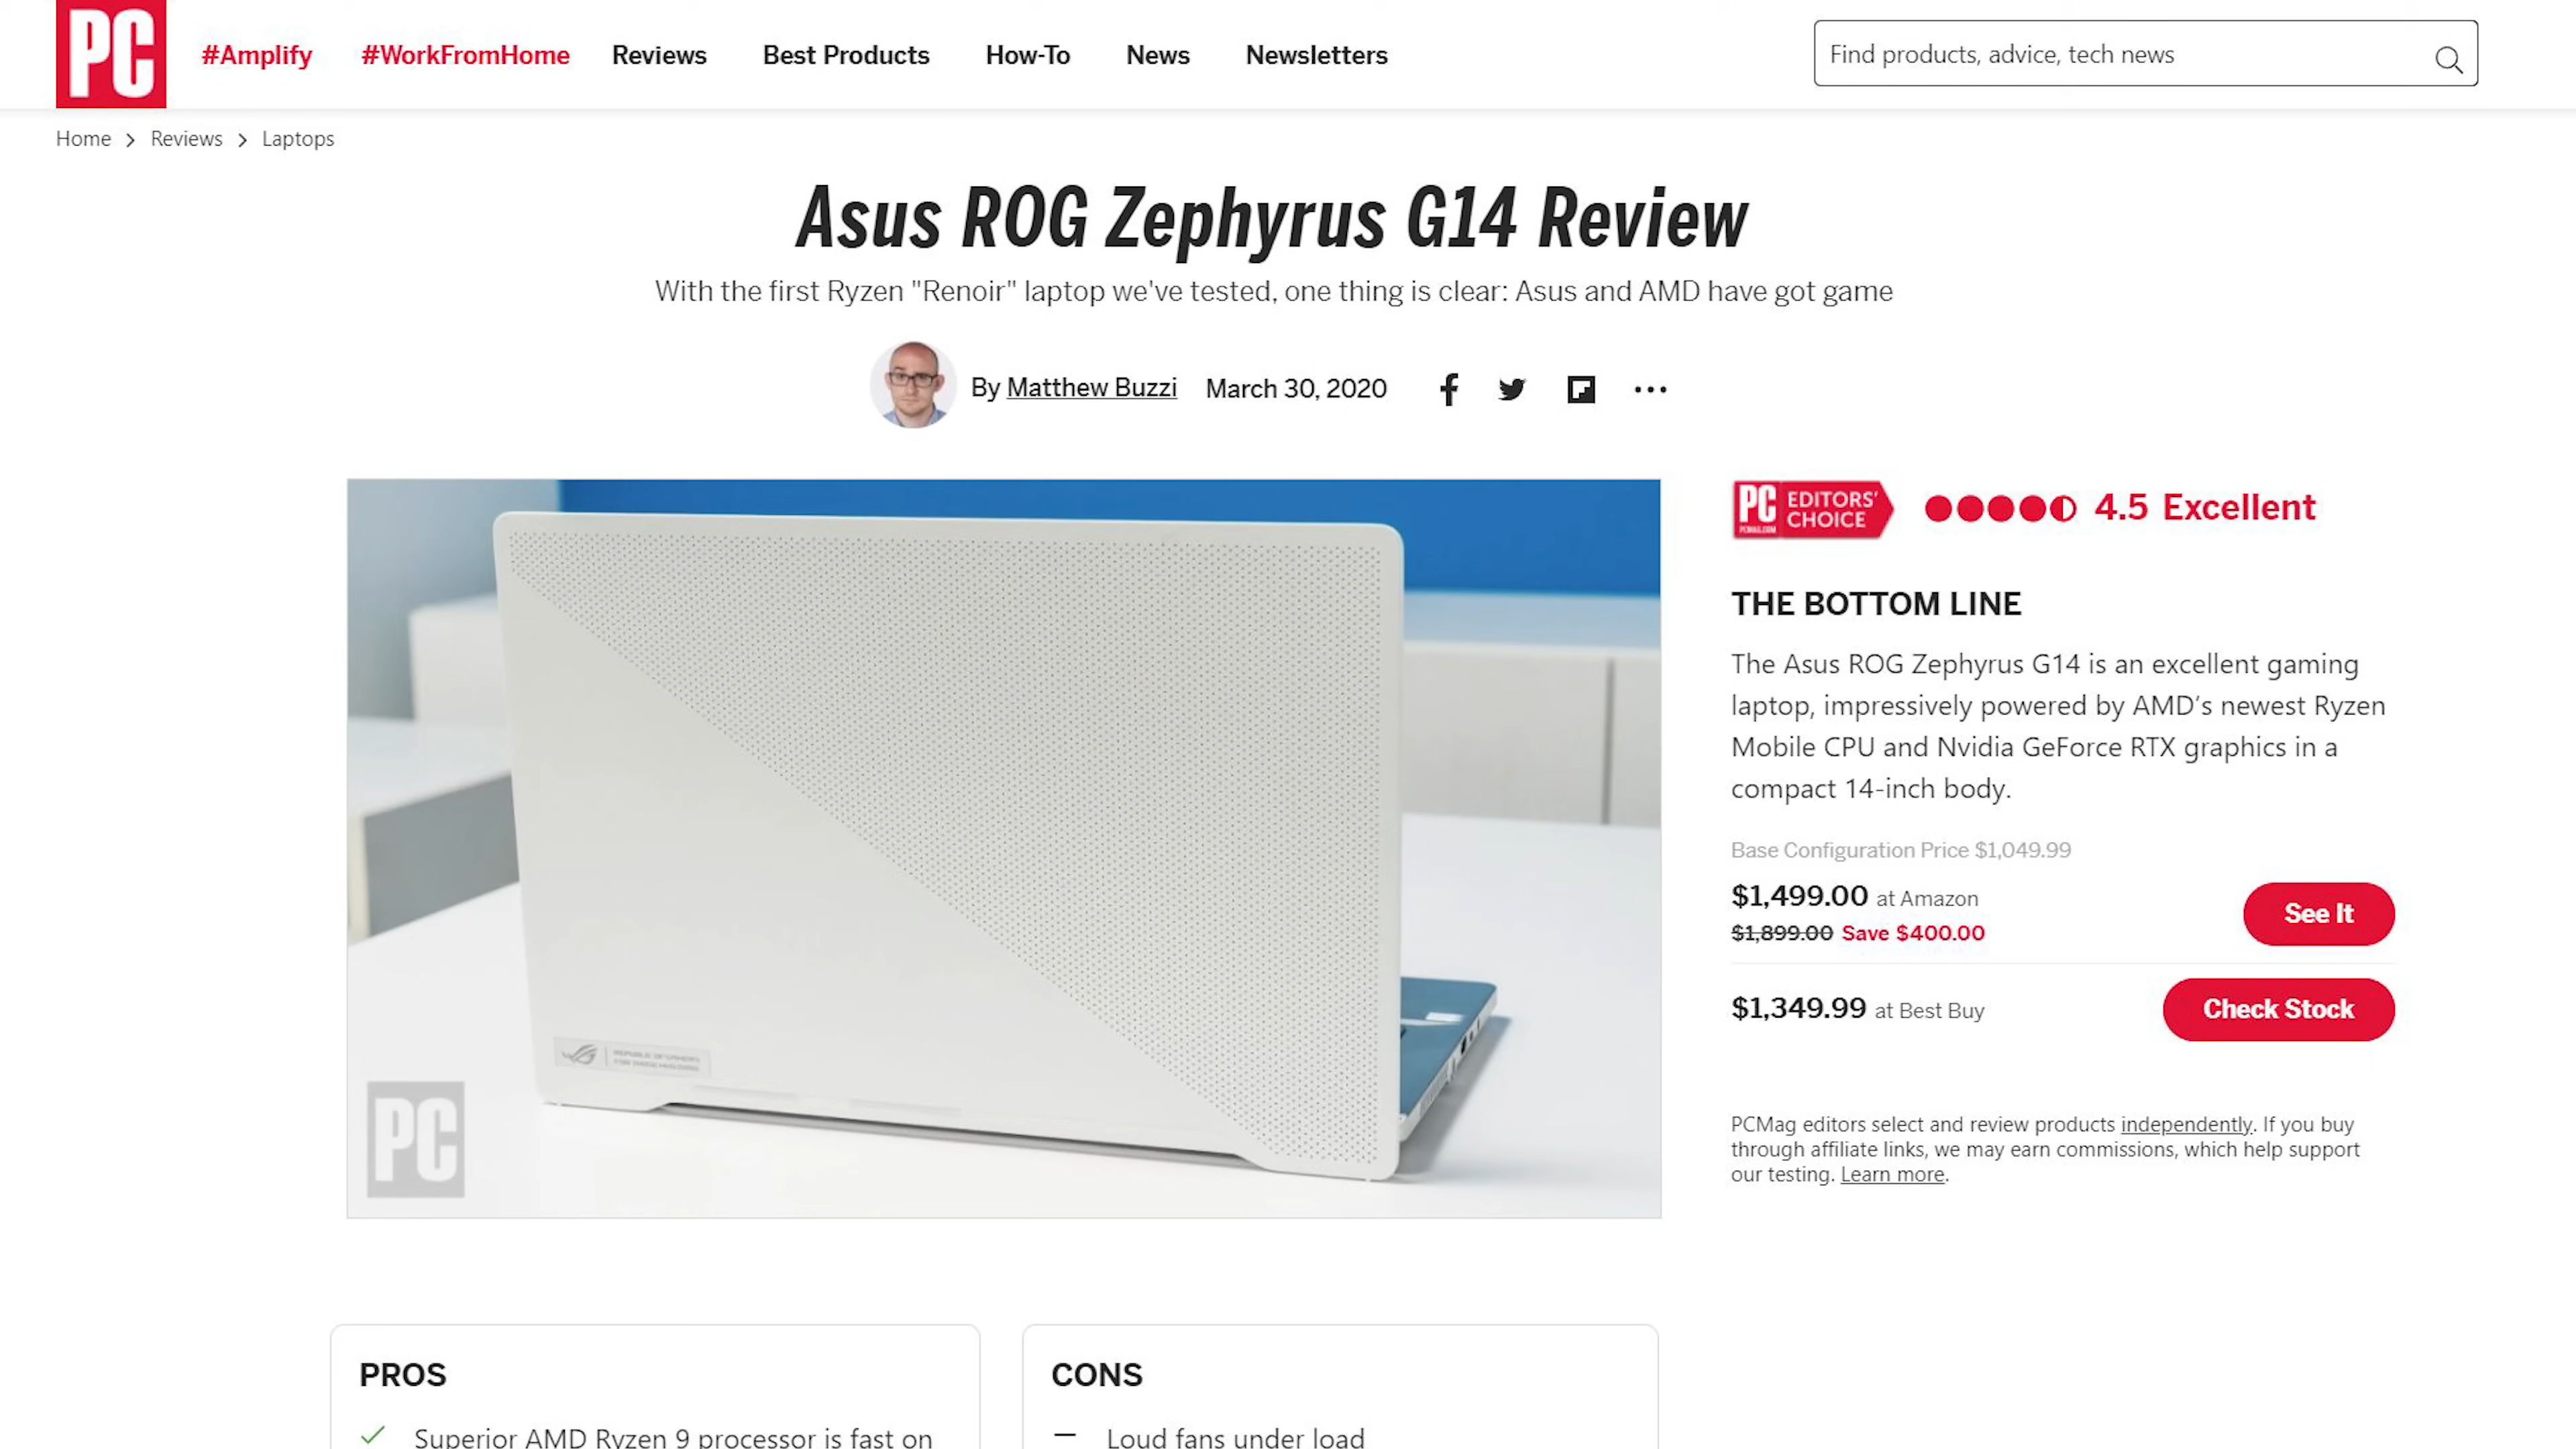 PC
#Amplify
#WorkFromHome
Reviews
Best Products
How-To
News
Newsletters
Find products, advice, tech news
Home > Reviews > Laptops
Asus ROG Zephyrus G14 Review
With the first Ryzen "Renoir" laptop we've tested, one thing is clear: Asus and AMD have got game
By Matthew Buzzi March 30, 2020
PC
EDITORS'
CHOICE
4.5 Excellent
THE BOTTOM LINE
The Asus ROG Zephyrus G14 is an excellent gaming
laptop, impressively powered by AMD’s newest Ryzen
Mobile CPU and Nvidia GeForce RTX graphics in a
compact 14-inch body.
Base Configuration Price $1,049.99
$1,499.00 at Amazon
$1,899.00 Save $400.00
See It
$1,349.99 at Best Buy
Check Stock
PCMag editors select and review products independently. If you buy
through affiliate links, we may earn commissions, which help support
our testing. Learn more.
PC
PROS
Superior AMD Ryzen 9 processor is fast on
CONS
Loud fans under load